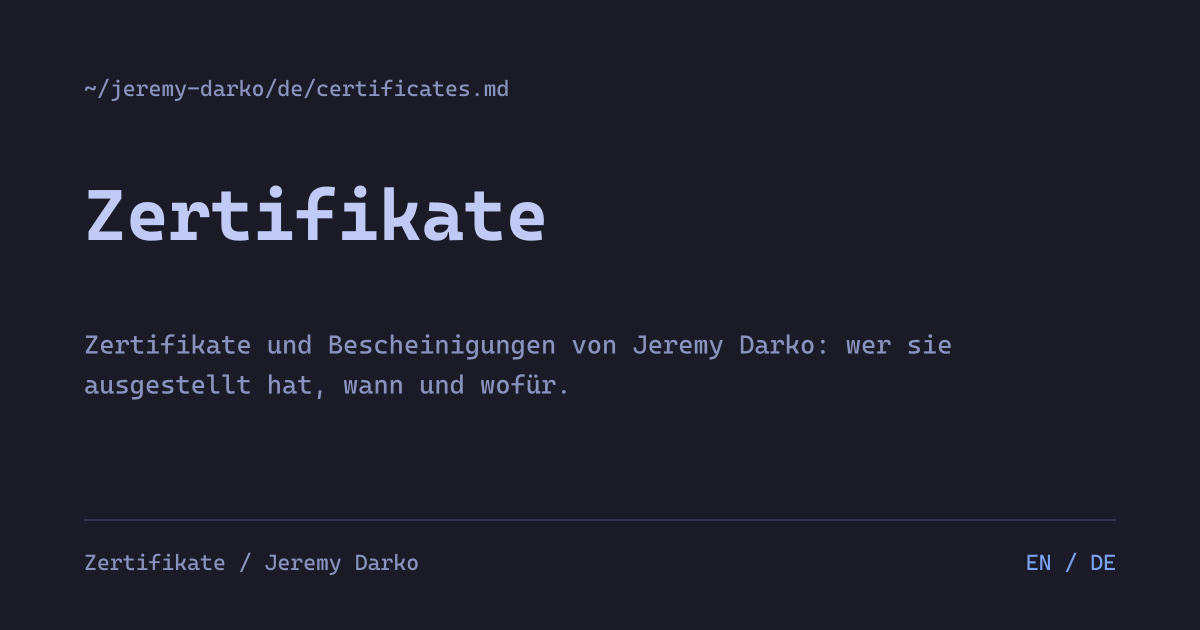 ~/jeremy-darko/de/certificates.md
Zertifikate
Zertifikate und Bescheinigungen von Jeremy Darko: wer sie
ausgestellt hat, wann und wofür.
Zertifikate / Jeremy Darko
EN / DE